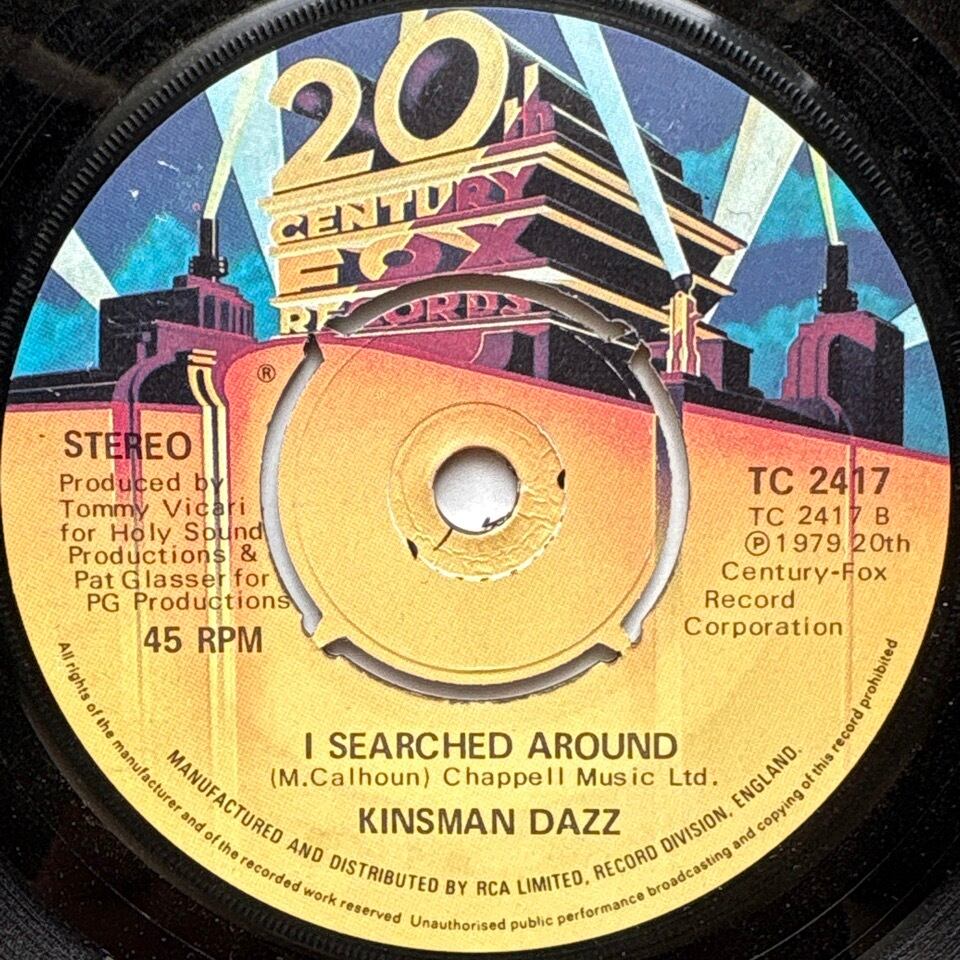 20th
CENTURY
FOX
RECORDS
®
STEREO
Produced by
Tommy Vicari
for Holy Sound
Productions &
Pat Glasser for
PG Productions
45 RPM
TC 2417
TC 2417 B
℗ 1979 20th
Century-Fox
Record
Corporation
I SEARCHED AROUND
(M.Calhoun) Chappell Music Ltd.
KINSMAN DAZZ
MANUFACTURED AND DISTRIBUTED BY RCA LIMITED, RECORD DIVISION, ENGLAND.
All rights of the manufacturer and of the recorded work reserved Unauthorised public performance broadcasting and copying of this record prohibited